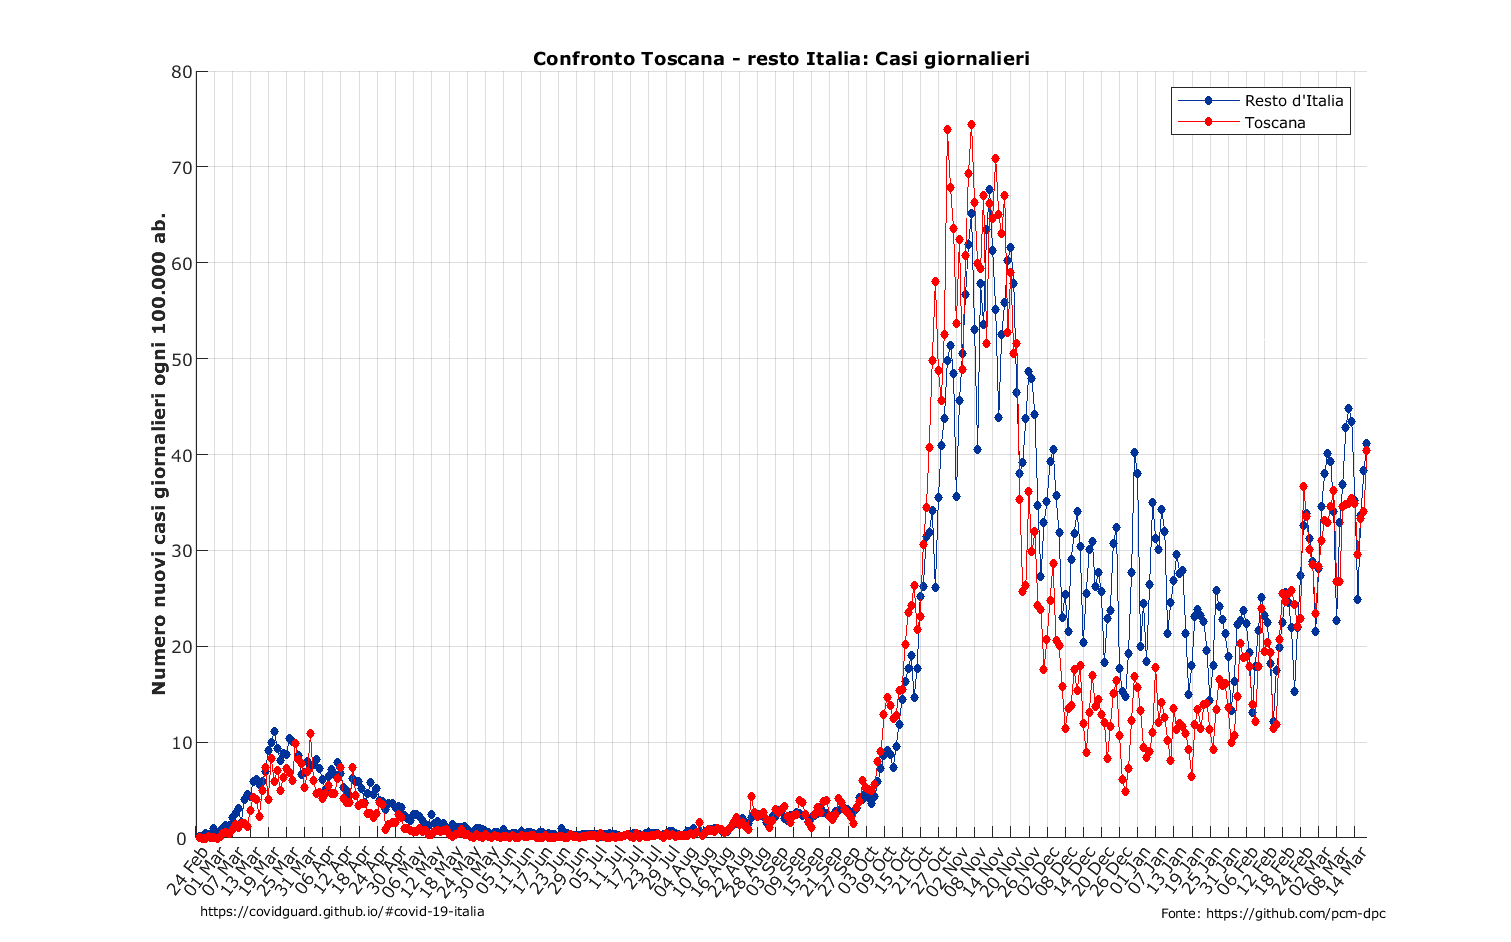 Confronto Toscana - resto Italia: Casi giornalieri
80
70
60
50
40
30
20
10
0
Numero nuovi casi giornalieri ogni 100.000 ab.
Resto d'Italia
Toscana
24 Feb
01 Mar
07 Mar
13 Mar
19 Mar
25 Mar
31 Mar
06 Apr
12 Apr
18 Apr
24 Apr
30 Apr
06 May
12 May
18 May
24 May
30 May
05 Jun
11 Jun
17 Jun
23 Jun
29 Jun
05 Jul
11 Jul
17 Jul
23 Jul
29 Jul
04 Aug
10 Aug
16 Aug
22 Aug
28 Aug
03 Sep
09 Sep
15 Sep
21 Sep
27 Sep
03 Oct
09 Oct
15 Oct
21 Oct
27 Oct
02 Nov
08 Nov
14 Nov
20 Nov
26 Nov
02 Dec
08 Dec
14 Dec
20 Dec
26 Dec
01 Jan
07 Jan
13 Jan
19 Jan
25 Jan
31 Jan
06 Feb
12 Feb
18 Feb
24 Feb
02 Mar
08 Mar
14 Mar
https://covidguard.github.io/#covid-19-italia
Fonte: https://github.com/pcm-dpc